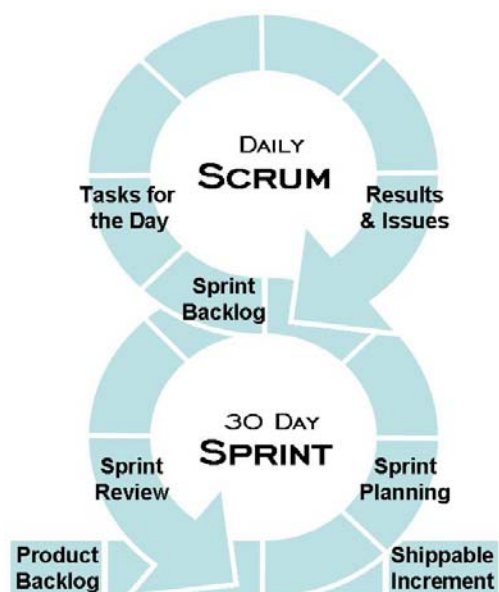 DAILY
SCRUM
Tasks for
the Day
Results
& Issues
Sprint
Backlog
30 DAY
SPRINT
Sprint
Review
Sprint
Planning
Product
Backlog
Shippable
Increment